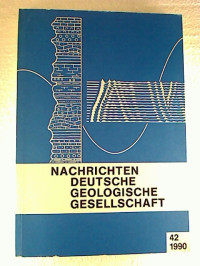 NACHRICHTEN
DEUTSCHE
GEOLOGISCHE
GESELLSCHAFT
42
1990